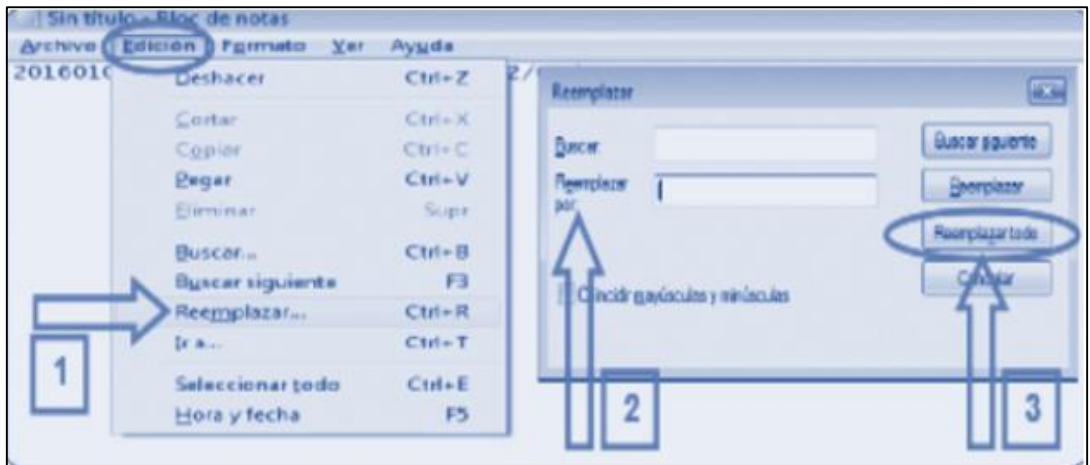 Sin título - Bloc de notas
Archivo Edición Formato Ver Ayuda
2016010
Deshacer Ctrl+Z
Cortar Ctrl+X
Copiar Ctrl+C
Pegar Ctrl+V
Eliminar Supr
Buscar... Ctrl+B
Buscar siguiente F3
Reemplazar... Ctrl+R
Ir a... Ctrl+T
Seleccionar todo Ctrl+E
Hora y fecha F5
1
2/
Reemplazar
Buscar
Buscar siguiente
Reemplazar por:
Reemplazar
Reemplazar todo
Cancelar
Coincidir mayúsculas y minúsculas
2
3